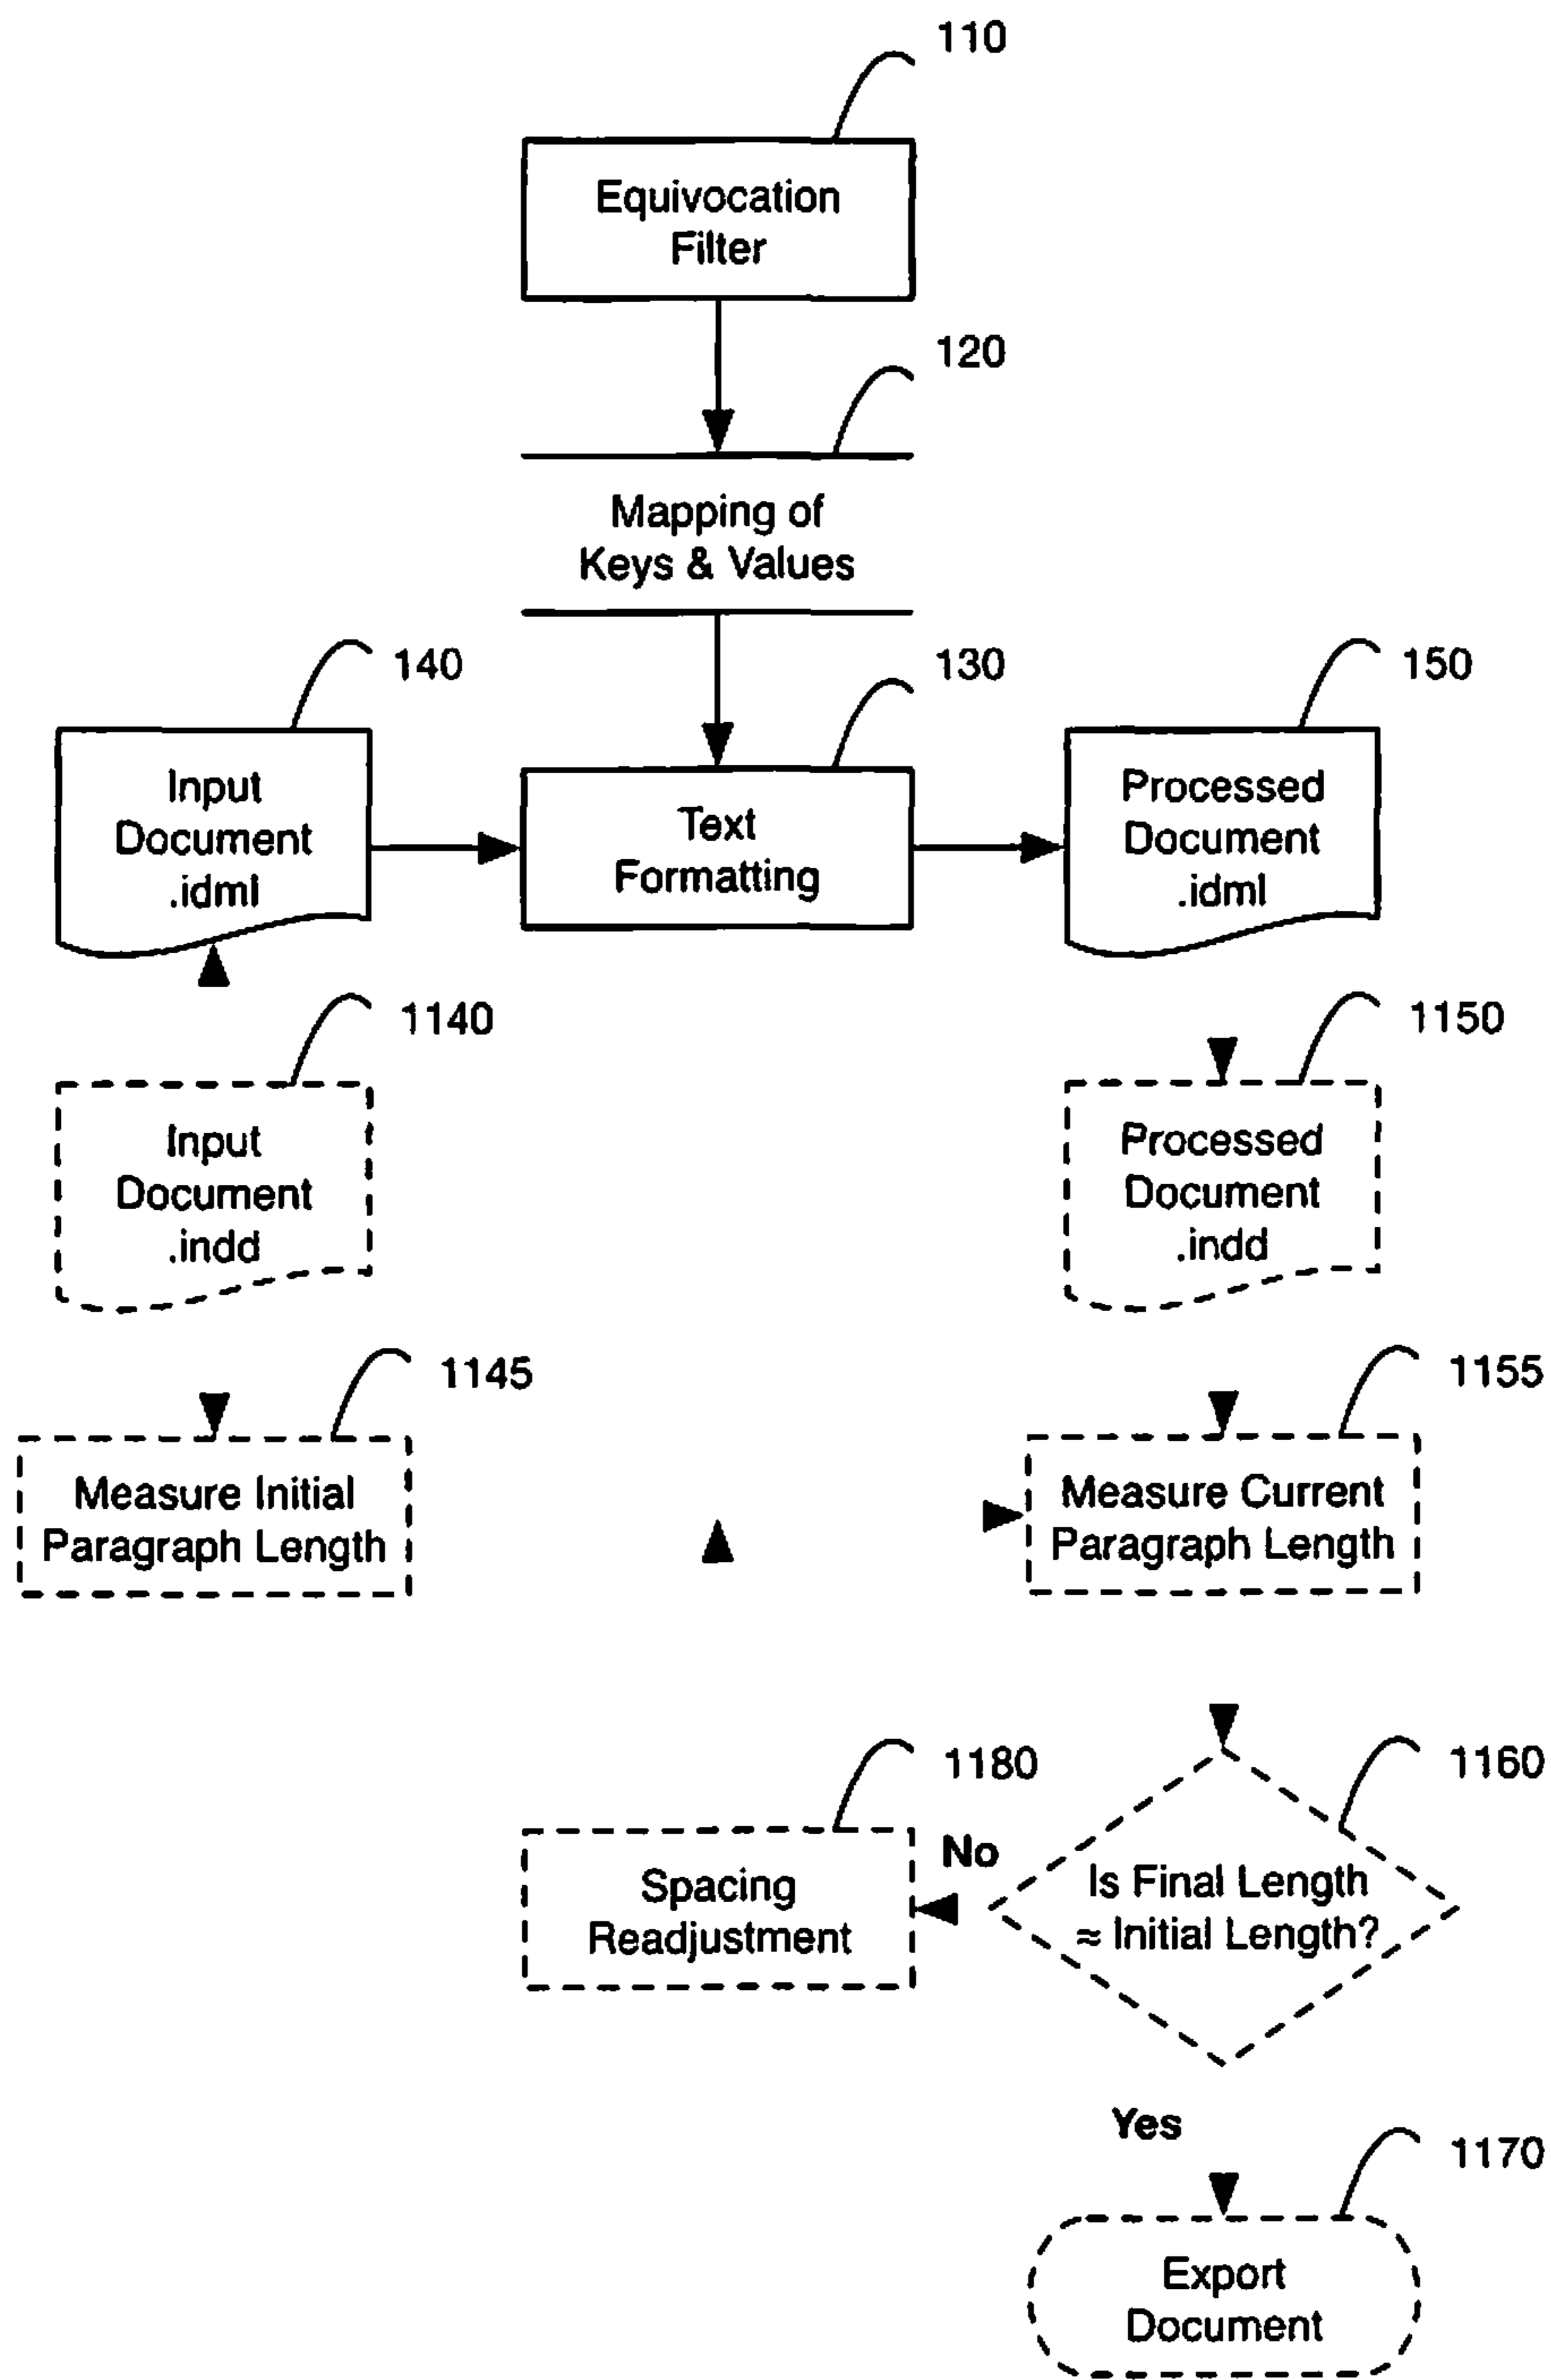 110
Equivocation
Filter
120
Mapping of
Keys & Values
140
130
150
Input
Document
.idml
Text
Formatting
Processed
Document
.idml
1140
1150
Input
Document
.indd
Processed
Document
.indd
1145
1155
Measure Initial
Paragraph Length
Measure Current
Paragraph Length
1180
1160
No
Spacing
Readjustment
Is Final Length
≈ Initial Length?
Yes
1170
Export
Document